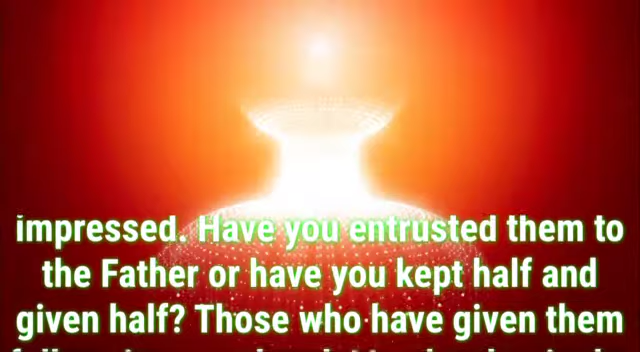 impressed. Have you entrusted them to
the Father or have you kept half and
given half? Those who have given them